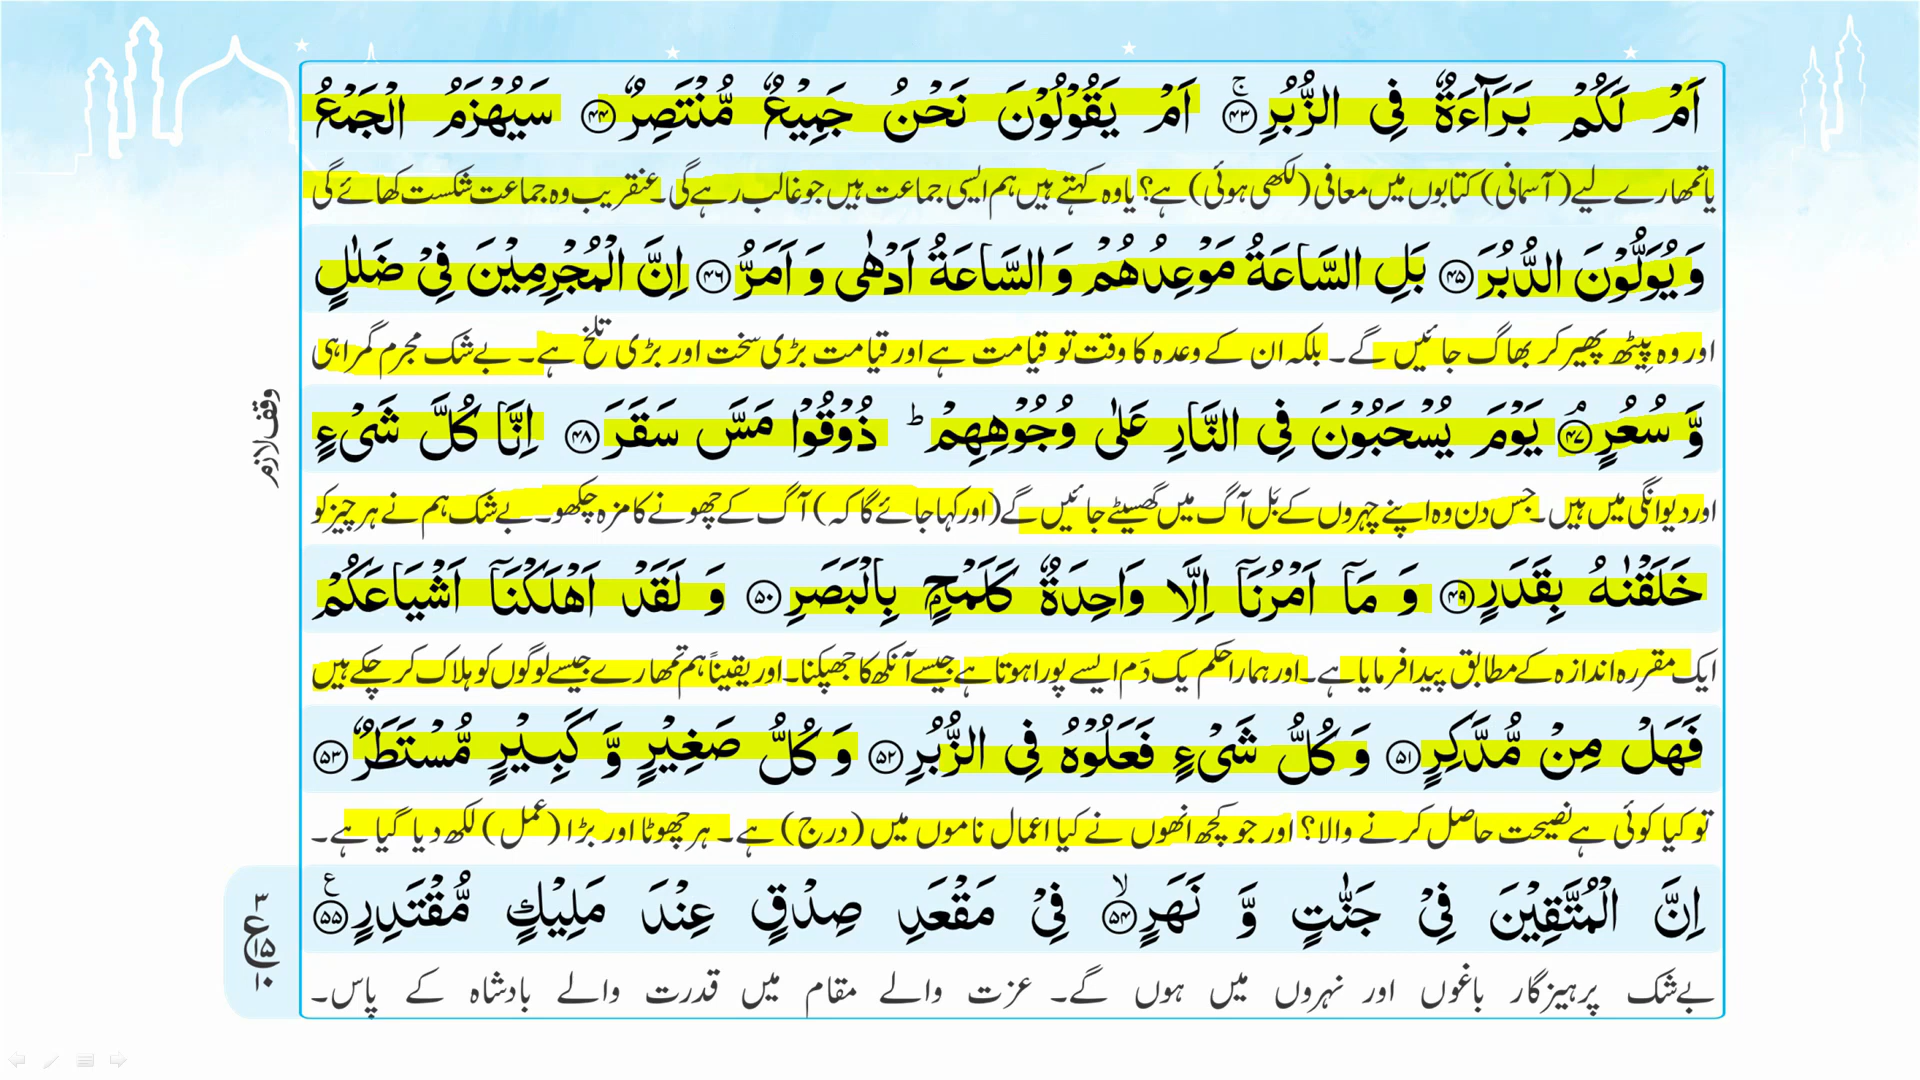 اَمْ لَكُمْ بَرَآءَةٌ فِی الزُّبُرِۚ﴿۴۳﴾ اَمْ یَقُوْلُوْنَ نَحْنُ جَمِیْعٌ مُّنْتَصِرٌ﴿۴۴﴾ سَیُهْزَمُ الْجَمْعُ
یا تمھارے لیے (آسمانی) کتابوں میں معافی (لکھی ہوئی) ہے؟ یا وہ کہتے ہیں ہم ایسی جماعت ہیں جو غالب رہے گی۔ عنقریب وہ جماعت شکست کھائے گی
وَ یُوَلُّوْنَ الدُّبُرَ﴿۴۵﴾ بَلِ السَّاعَةُ مَوْعِدُهُمْ وَ السَّاعَةُ اَدْهٰی وَ اَمَرُّ﴿۴۶﴾ اِنَّ الْمُجْرِمِیْنَ فِیْ ضَلٰلٍ
اور وہ پِیٹھ پھیر کر بھاگ جائیں گے۔ بلکہ ان کے وعدہ کا وقت تو قیامت ہے اور قیامت بڑی سخت اور بڑی تلخ ہے۔ بے شک مجرم گمراہی
وَّ سُعُرٍۘ﴿۴۷﴾ یَوْمَ یُسْحَبُوْنَ فِی النَّارِ عَلٰی وُجُوْهِهِمْ ؕ ذُوْقُوْا مَسَّ سَقَرَ﴿۴۸﴾ اِنَّا كُلَّ شَیْءٍ
وقف لازم
اور دیوانگی میں ہیں۔ جس دن وہ اپنے چہروں کے بَل آگ میں گھسیٹے جائیں گے (اور کہا جائے گا کہ) آگ کے چھونے کا مزہ چکھو۔ بے شک ہم نے ہر چیز کو
خَلَقْنٰهُ بِقَدَرٍ﴿۴۹﴾ وَ مَاۤ اَمْرُنَاۤ اِلَّا وَاحِدَةٌ كَلَمْحٍۭ بِالْبَصَرِ﴿۵۰﴾ وَ لَقَدْ اَهْلَكْنَاۤ اَشْیَاعَكُمْ
ایک مقررہ اندازہ کے مطابق پیدا فرمایا ہے۔ اور ہمارا حکم یک دَم ایسے پورا ہوتا ہے جیسے آنکھ کا جھپکنا۔ اور یقیناً ہم تمھارے جیسے لوگوں کو ہلاک کر چکے ہیں
فَهَلْ مِنْ مُّدَّكِرٍ﴿۵۱﴾ وَ كُلُّ شَیْءٍ فَعَلُوْهُ فِی الزُّبُرِ﴿۵۲﴾ وَ كُلُّ صَغِیْرٍ وَّ كَبِیْرٍ مُّسْتَطَرٌ﴿۵۳﴾
تو کیا کوئی ہے نصیحت حاصل کرنے والا؟ اور جو کچھ انھوں نے کیا اعمال ناموں میں (درج) ہے۔ ہر چھوٹا اور بڑا (عمل) لکھ دیا گیا ہے۔
اِنَّ الْمُتَّقِیْنَ فِیْ جَنّٰتٍ وَّ نَهَرٍۙ﴿۵۴﴾ فِیْ مَقْعَدِ صِدْقٍ عِنْدَ مَلِیْكٍ مُّقْتَدِرٍ۠﴿۵۵﴾
۳
ع ۱۵
۱۰
بے شک پرہیزگار باغوں اور نہروں میں ہوں گے۔ عزت والے مقام میں قدرت والے بادشاہ کے پاس۔